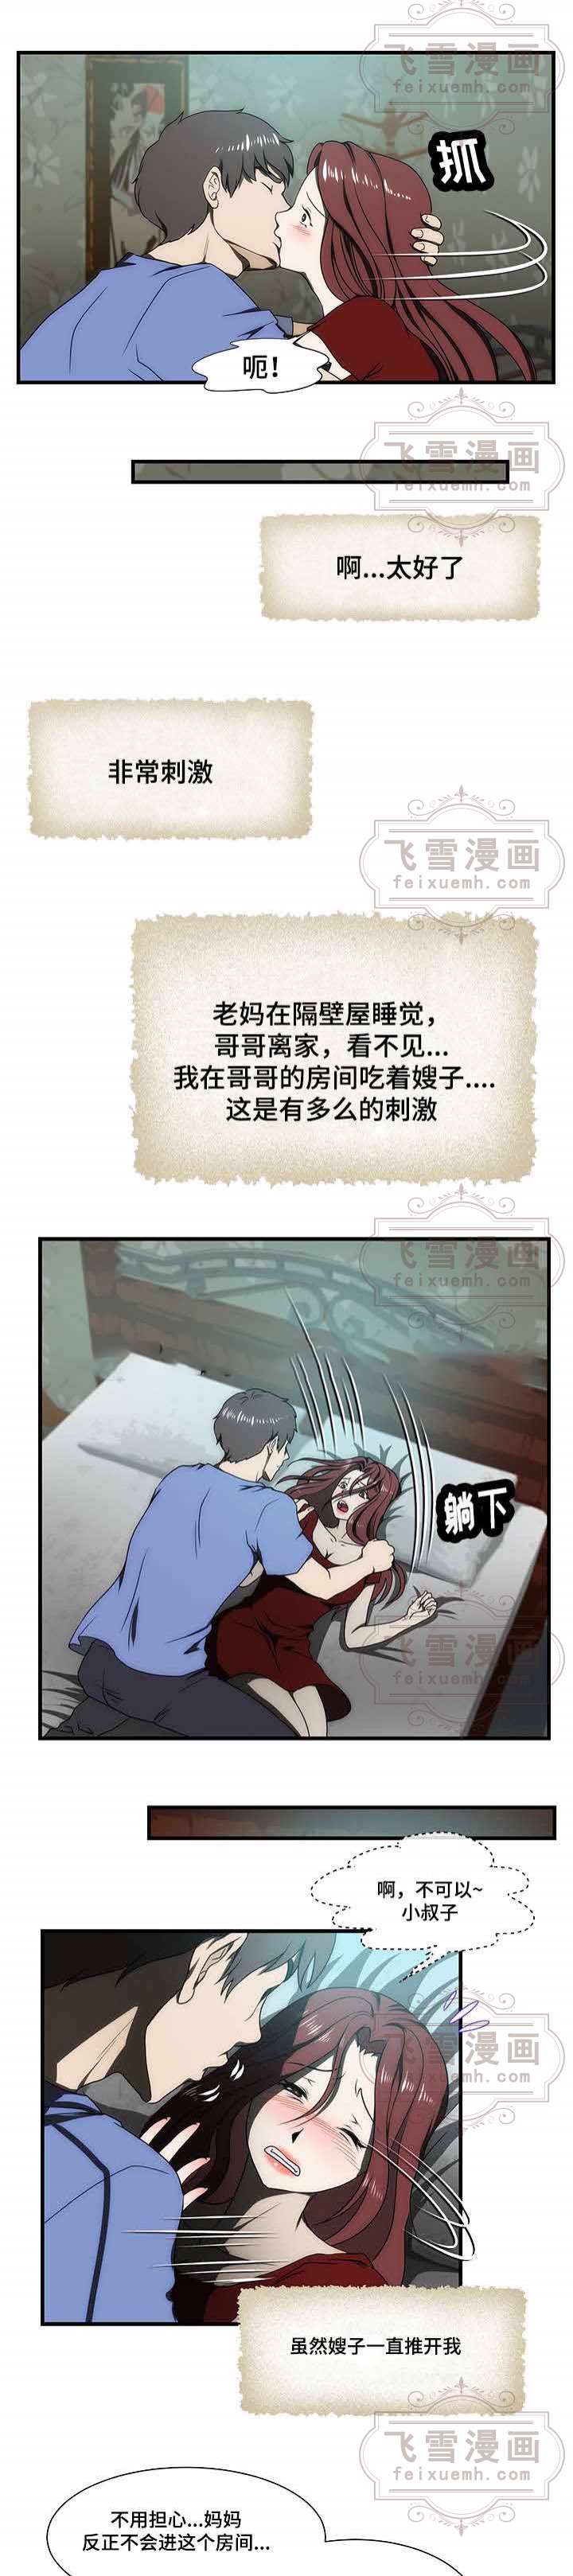 飞雪漫画
feixuemh.com
抓
呃！
飞雪漫画
feixuemh.com
啊...太好了
非常刺激
飞雪漫画
feixuemh.com
老妈在隔壁屋睡觉，
哥哥离家，看不见...
我在哥哥的房间吃着嫂子....
这是有多么的刺激
飞雪漫画
feixuemh.com
躺下
飞雪漫画
feixuemh.com
啊，不可以~
小叔子
飞雪漫画
feixuemh.com
虽然嫂子一直推开我
飞雪漫画
feixuemh.com
不用担心...妈妈
反正不会进这个房间...